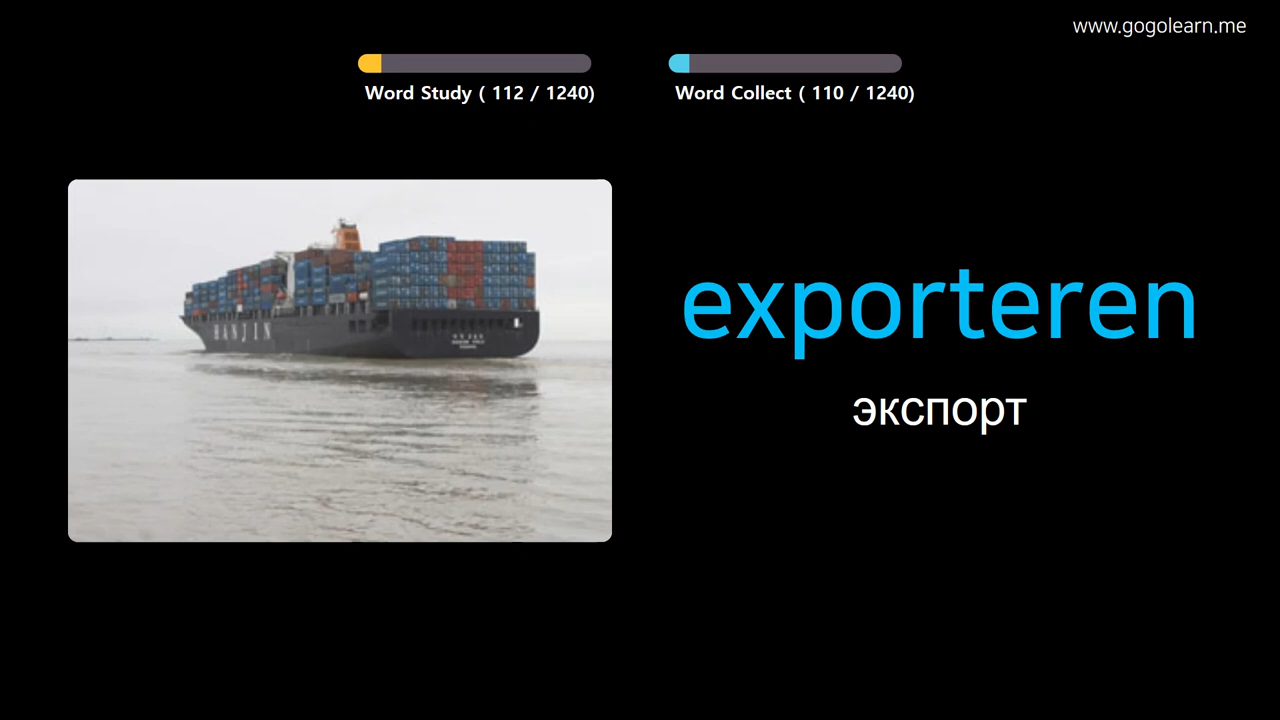 www.gogolearn.me
Word Study ( 112 / 1240)
Word Collect ( 110 / 1240)
HANJIN
exporteren
экспорт